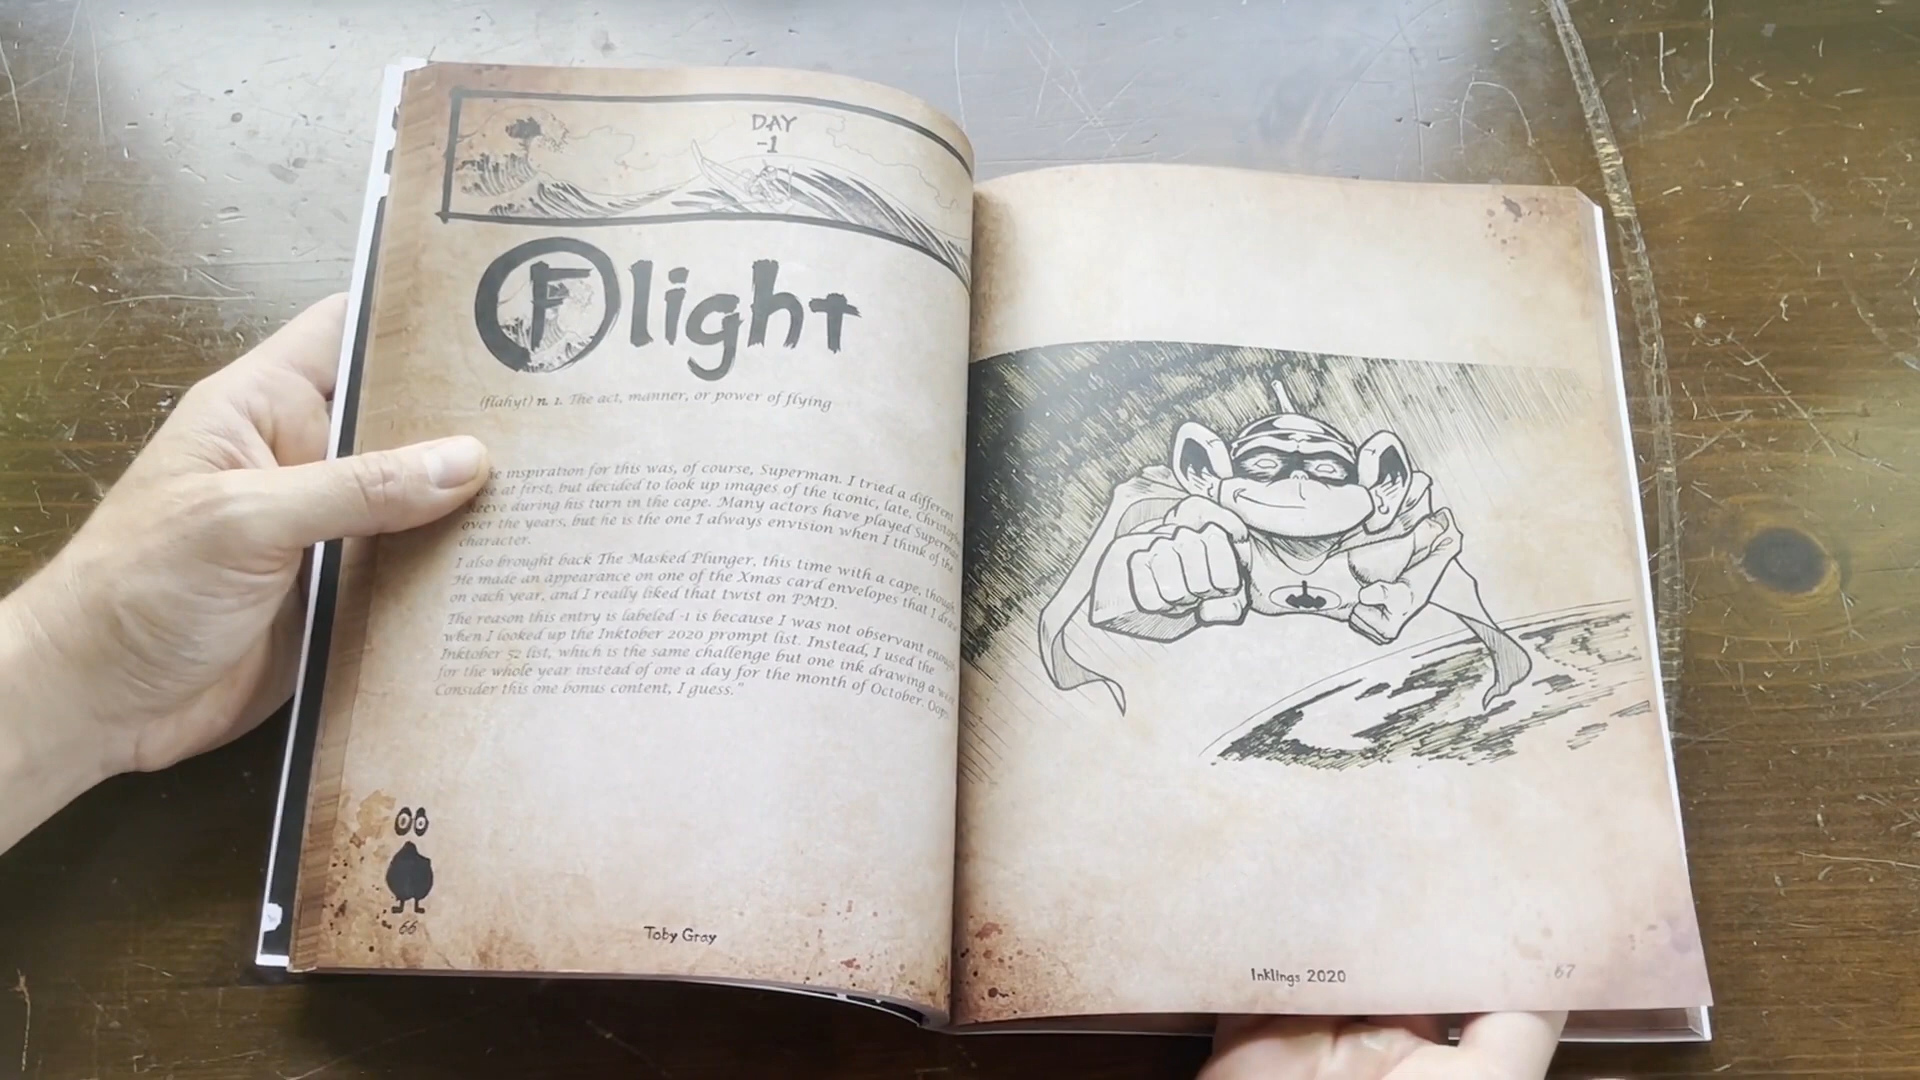 DAY
-1
Flight
(flahyt) n. 1. The act, manner, or power of flying
inspiration for this was, of course, Superman. I tried a different
at first, but decided to look up images of the iconic, late, Christopher
Reeve during his turn in the cape. Many actors have played Superman
over the years, but he is the one I always envision when I think of the
character.
I also brought back The Masked Plunger, this time with a cape, though.
He made an appearance on one of the Xmas card envelopes that I draw
on each year, and I really liked that twist on PMD.
The reason this entry is labeled -1 is because I was not observant enough
when I looked up the Inktober 2020 prompt list. Instead, I used the
Inktober 52 list, which is the same challenge but one ink drawing a week
for the whole year instead of one a day for the month of October. Oops.
Consider this one bonus content, I guess."
66
Toby Gray
Inklings 2020
67